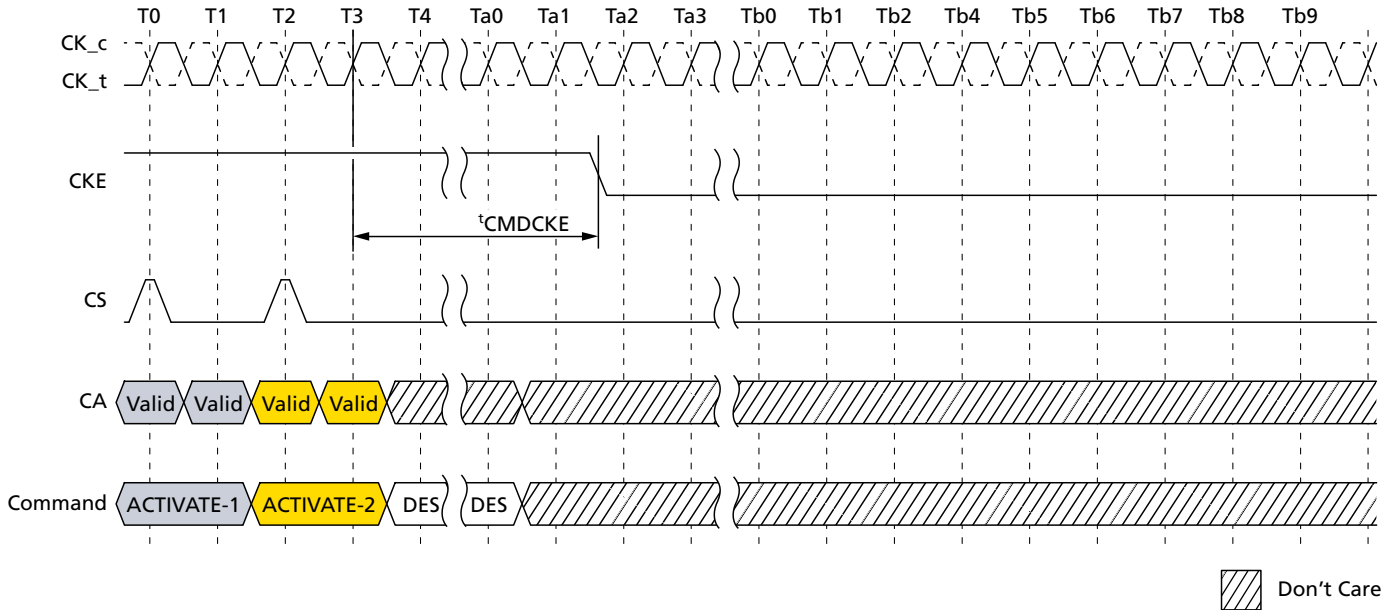 T0 T1 T2 T3 T4 Ta0 Ta1 Ta2 Ta3 Tb0 Tb1 Tb2 Tb4 Tb5 Tb6 Tb7 Tb8 Tb9
CK_c
CK_t
CKE
tCMDCKE
CS
CA Valid Valid Valid Valid
Command ACTIVATE-1 ACTIVATE-2 DES DES
Don't Care